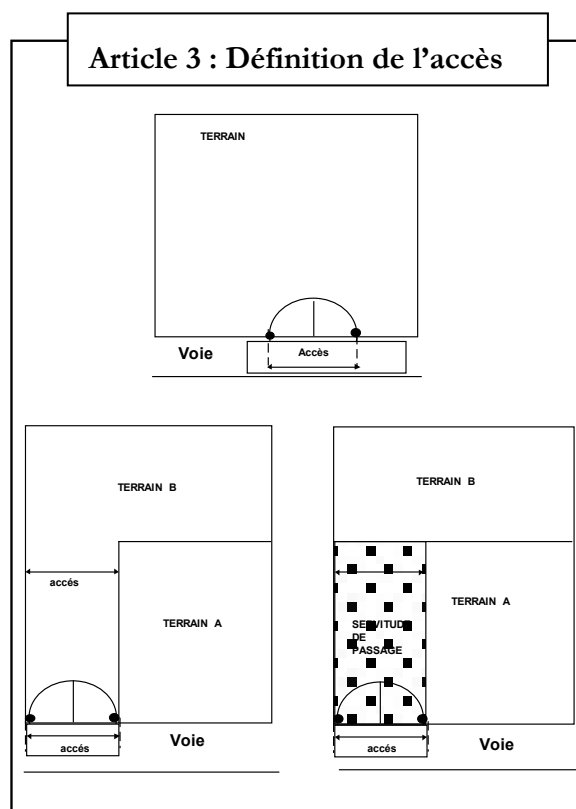 Article 3 : Définition de l'accès
TERRAIN
Voie
Accès
TERRAIN B
accés
TERRAIN A
accés
Voie
TERRAIN B
TERRAIN A
SERVITUDE
DE
PASSAGE
accés
Voie